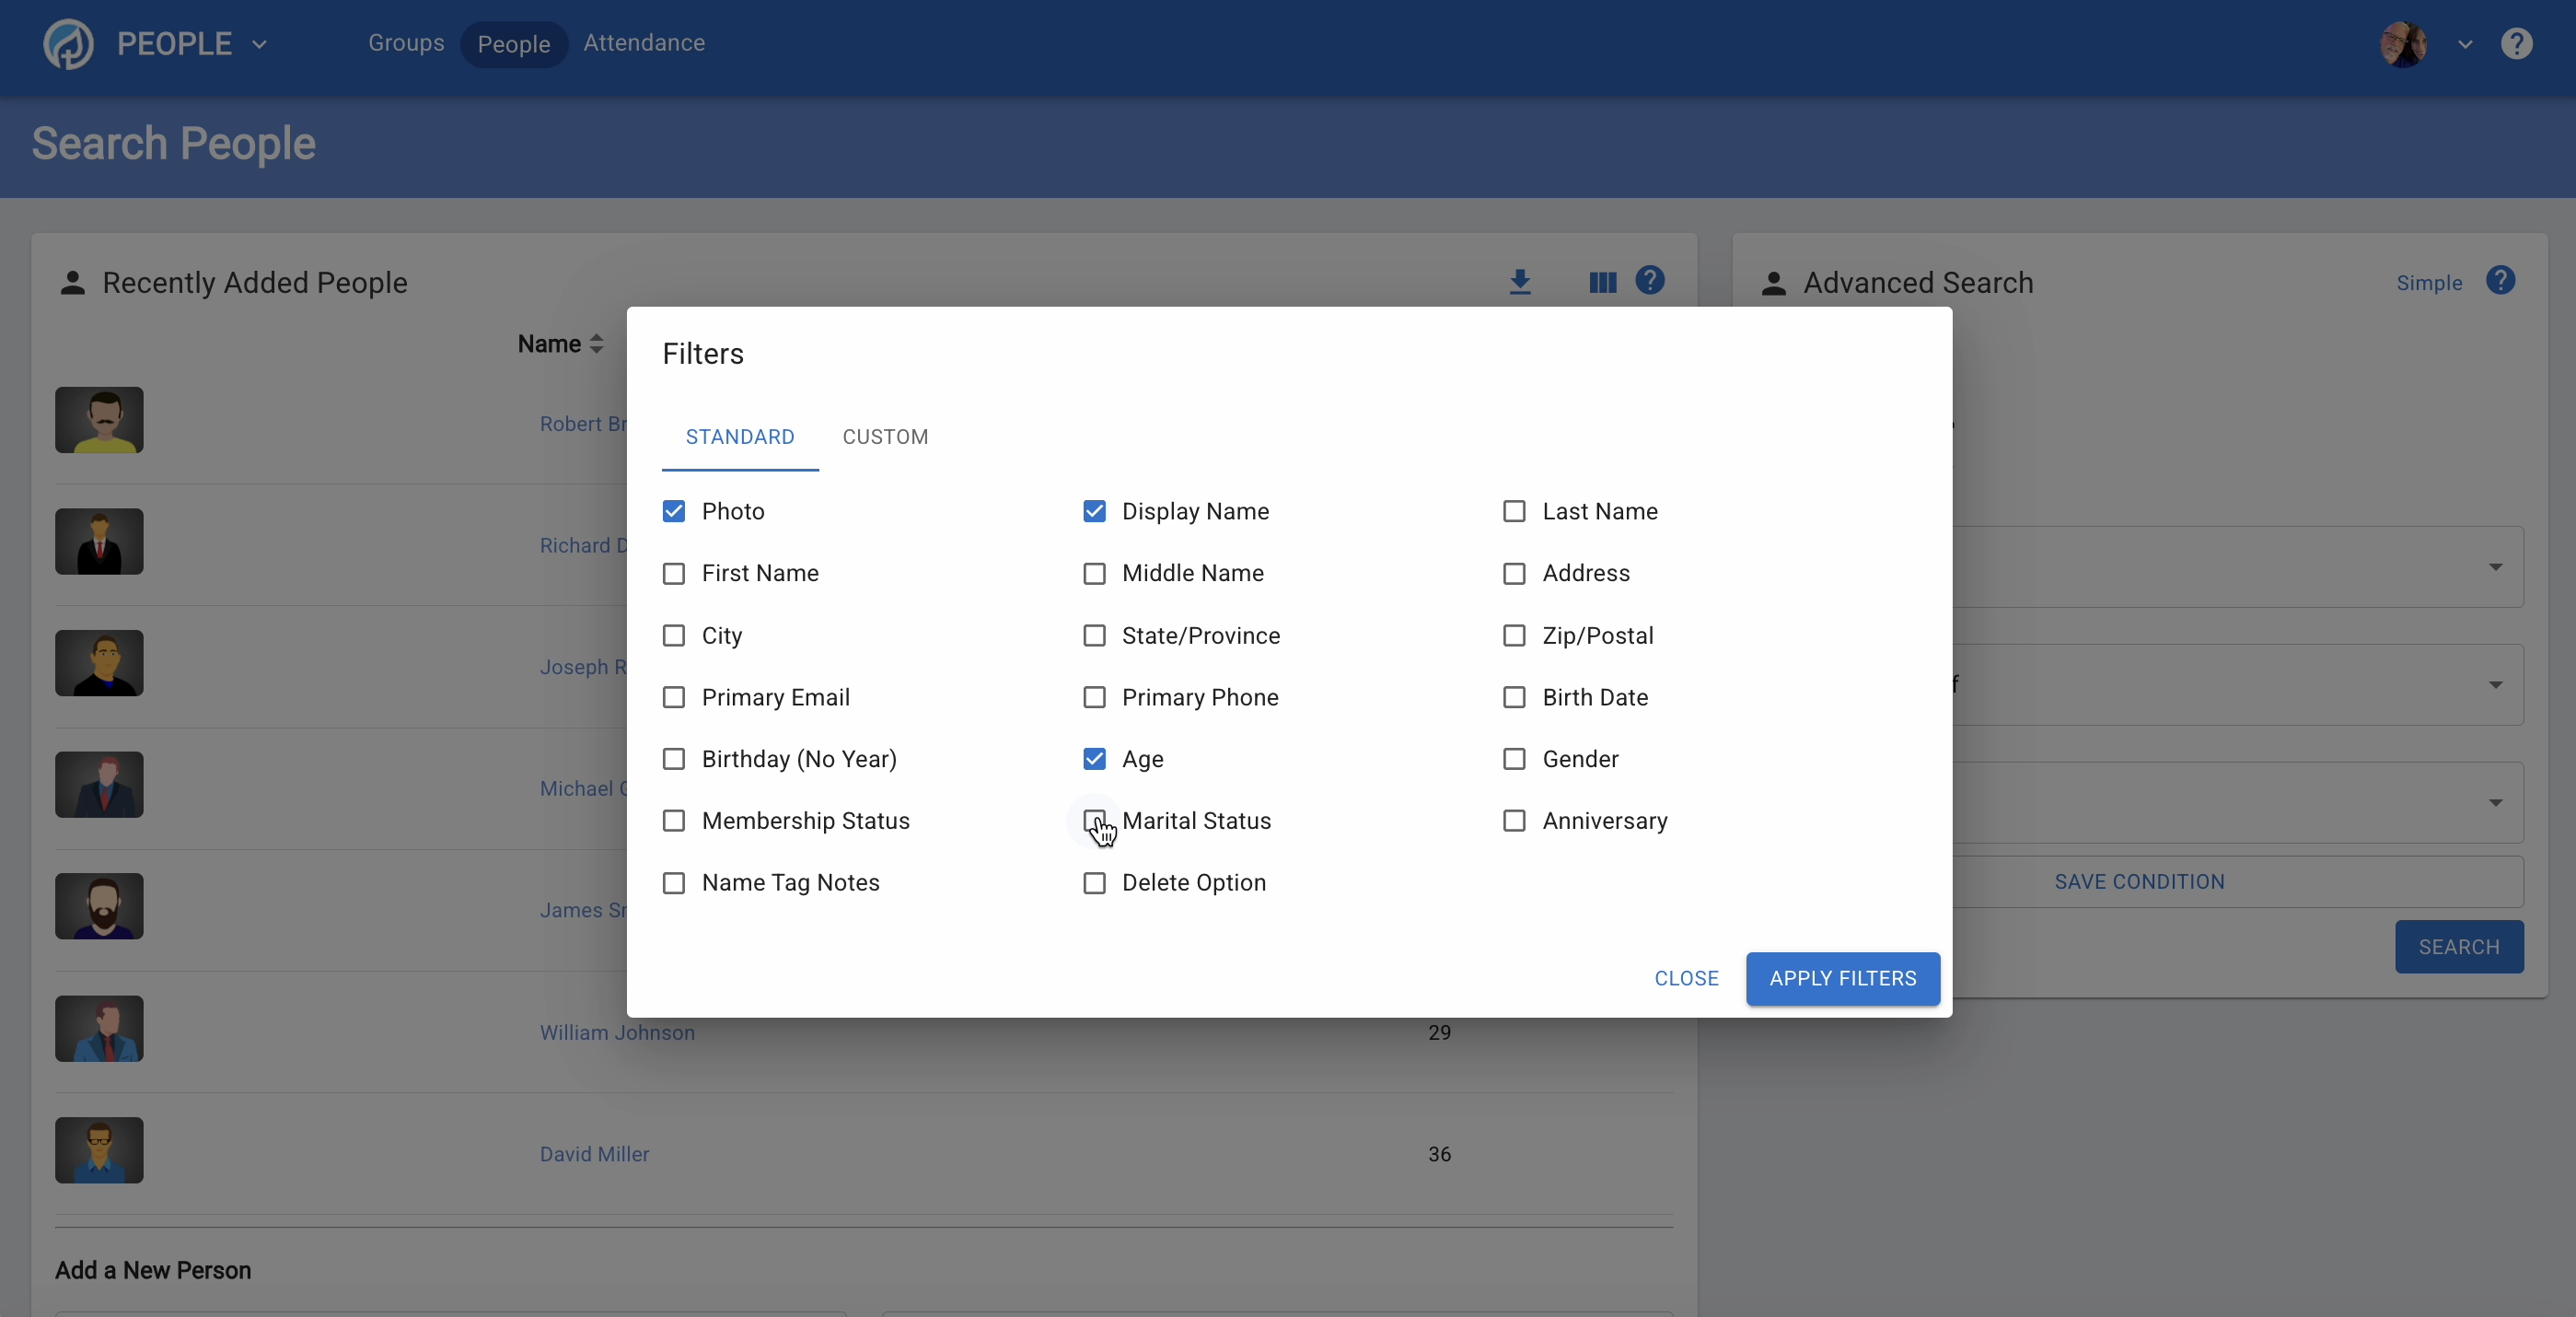 PEOPLE Groups People Attendance ?
Search People
Recently Added People ?
Advanced Search Simple ?
Name
Robert Br
Richard D
Joseph R
Michael
James Sr
William Johnson 29
David Miller 36
Add a New Person
Filters
STANDARD CUSTOM
Photo Display Name Last Name
First Name Middle Name Address
City State/Province Zip/Postal
Primary Email Primary Phone Birth Date
Birthday (No Year) Age Gender
Membership Status Marital Status Anniversary
Name Tag Notes Delete Option
CLOSE APPLY FILTERS
SAVE CONDITION
SEARCH